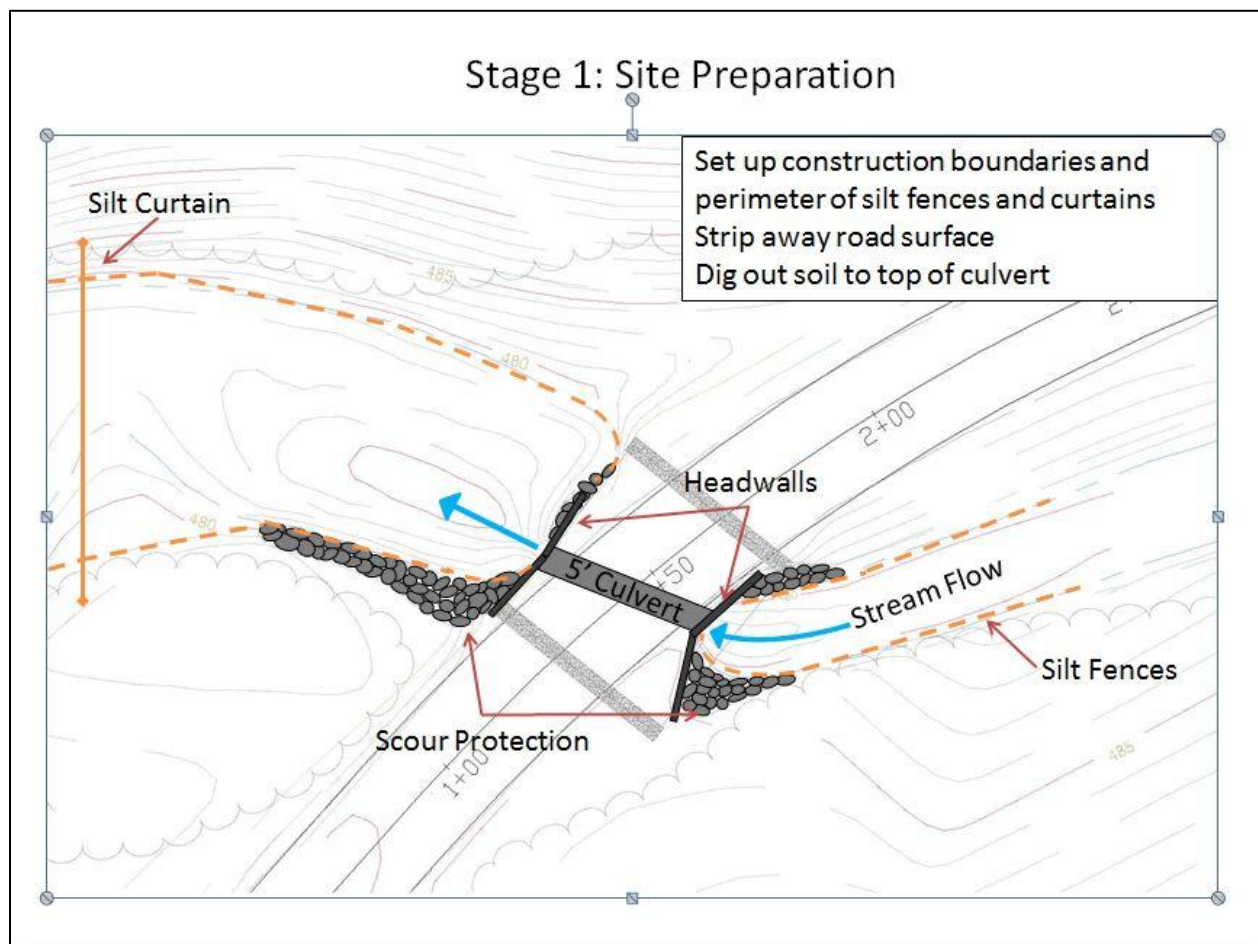 Stage 1: Site Preparation
Set up construction boundaries and
perimeter of silt fences and curtains
Strip away road surface
Dig out soil to top of culvert
Silt Curtain
485
480
2+00
Headwalls
480
5' Culvert
+50
Stream Flow
Silt Fences
Scour Protection
1+00
485